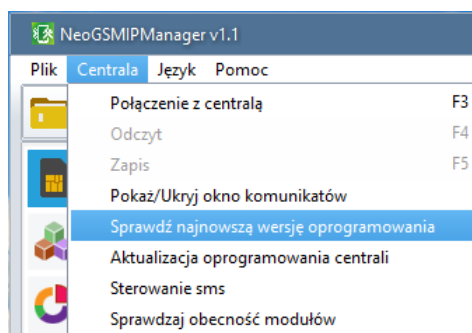 NeoGSMIPManager v1.1
Plik Centrala Język Pomoc
Połączenie z centralą F3
Odczyt F4
Zapis F5
Pokaż/Ukryj okno komunikatów
Sprawdź najnowszą wersję oprogramowania
Aktualizacja oprogramowania centrali
Sterowanie sms
Sprawdzaj obecność modułów